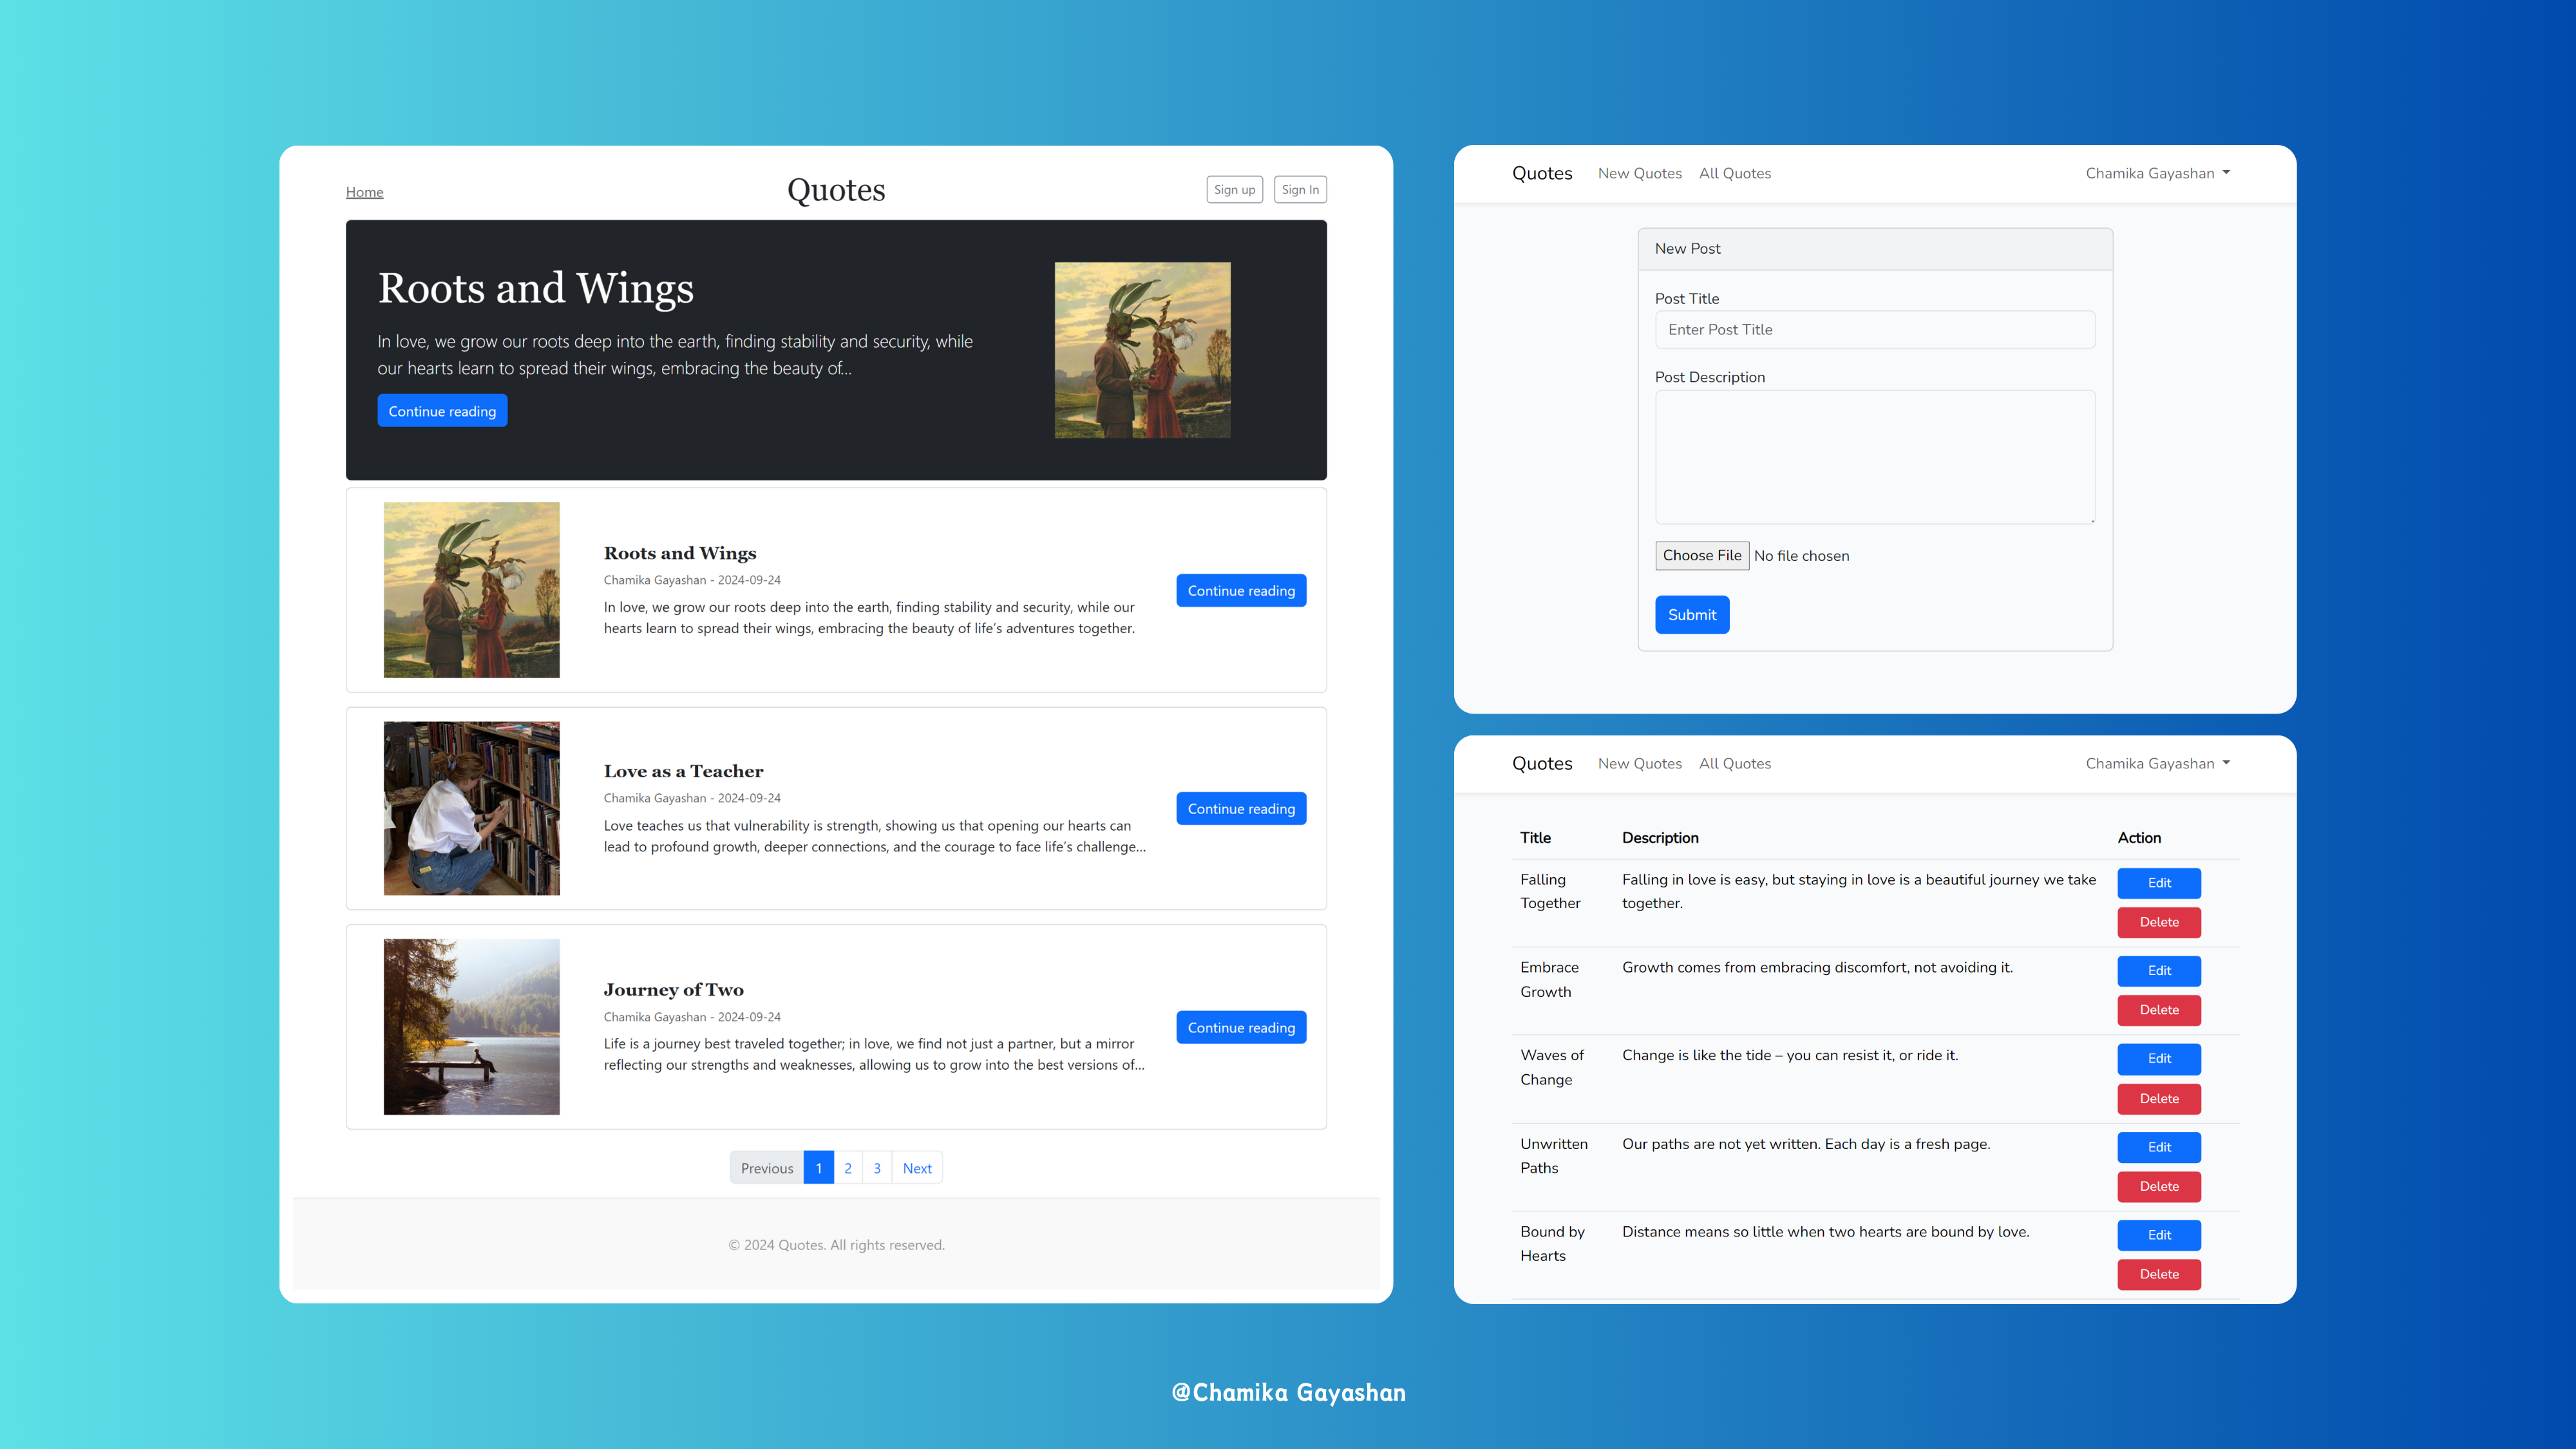 Home
Quotes
Sign up
Sign In
Roots and Wings
In love, we grow our roots deep into the earth, finding stability and security, while
our hearts learn to spread their wings, embracing the beauty of...
Continue reading
Roots and Wings
Chamika Gayashan - 2024-09-24
In love, we grow our roots deep into the earth, finding stability and security, while our
hearts learn to spread their wings, embracing the beauty of life's adventures together.
Continue reading
Love as a Teacher
Chamika Gayashan - 2024-09-24
Love teaches us that vulnerability is strength, showing us that opening our hearts can
lead to profound growth, deeper connections, and the courage to face life's challenge...
Continue reading
Journey of Two
Chamika Gayashan - 2024-09-24
Life is a journey best traveled together; in love, we find not just a partner, but a mirror
reflecting our strengths and weaknesses, allowing us to grow into the best versions of...
Continue reading
Previous 1 2 3 Next
© 2024 Quotes. All rights reserved.
Quotes New Quotes All Quotes Chamika Gayashan
New Post
Post Title
Enter Post Title
Post Description
Choose File No file chosen
Submit
Quotes New Quotes All Quotes Chamika Gayashan
Title Description Action
Falling
Together
Falling in love is easy, but staying in love is a beautiful journey we take
together.
Edit
Delete
Embrace
Growth
Growth comes from embracing discomfort, not avoiding it.
Edit
Delete
Waves of
Change
Change is like the tide – you can resist it, or ride it.
Edit
Delete
Unwritten
Paths
Our paths are not yet written. Each day is a fresh page.
Edit
Delete
Bound by
Hearts
Distance means so little when two hearts are bound by love.
Edit
Delete
@Chamika Gayashan